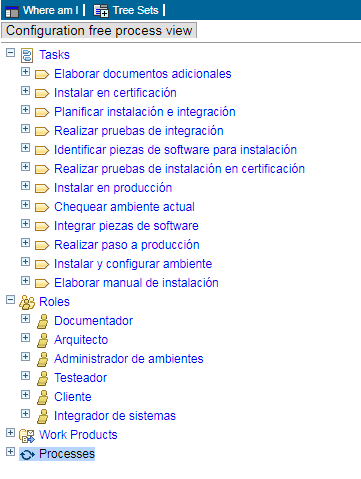 Where am I | Tree Sets |
Configuration free process view
Tasks
Elaborar documentos adicionales
Instalar en certificación
Planificar instalación e integración
Realizar pruebas de integración
Identificar piezas de software para instalación
Realizar pruebas de instalación en certificación
Instalar en producción
Chequear ambiente actual
Integrar piezas de software
Realizar paso a producción
Instalar y configurar ambiente
Elaborar manual de instalación
Roles
Documentador
Arquitecto
Administrador de ambientes
Testeador
Cliente
Integrador de sistemas
Work Products
Processes